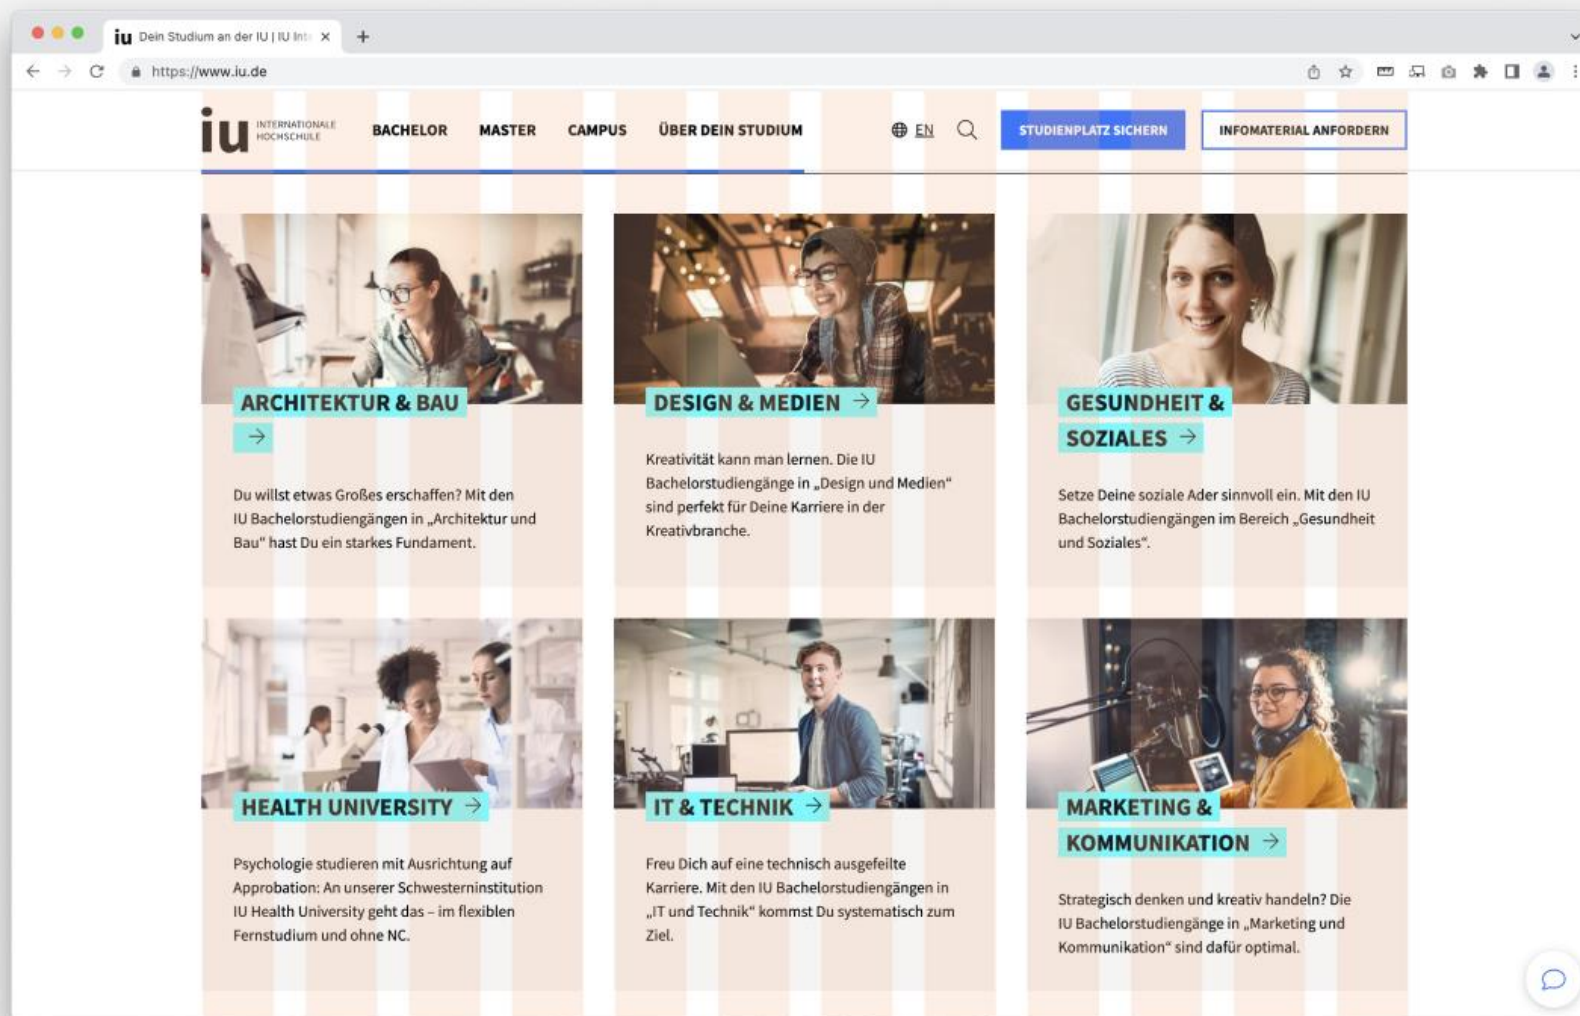 iu Dein Studium an der IU | IU Int
https://www.iu.de
iu INTERNATIONALE
HOCHSCHULE
BACHELOR MASTER CAMPUS ÜBER DEIN STUDIUM EN STUDIENPLATZ SICHERN INFOMATERIAL ANFORDERN
ARCHITEKTUR & BAU
→
Du willst etwas Großes erschaffen? Mit den
IU Bachelorstudiengängen in „Architektur und
Bau“ hast Du ein starkes Fundament.
DESIGN & MEDIEN →
Kreativität kann man lernen. Die IU
Bachelorstudiengänge in „Design und Medien“
sind perfekt für Deine Karriere in der
Kreativbranche.
GESUNDHEIT &
SOZIALES →
Setze Deine soziale Ader sinnvoll ein. Mit den IU
Bachelorstudiengängen im Bereich „Gesundheit
und Soziales“.
HEALTH UNIVERSITY →
Psychologie studieren mit Ausrichtung auf
Approbation: An unserer Schwesterninstitution
IU Health University geht das – im flexiblen
Fernstudium und ohne NC.
IT & TECHNIK →
Freu Dich auf eine technisch ausgefeilte
Karriere. Mit den IU Bachelorstudiengängen in
„IT und Technik“ kommst Du systematisch zum
Ziel.
MARKETING &
KOMMUNIKATION →
Strategisch denken und kreativ handeln? Die
IU Bachelorstudiengänge in „Marketing und
Kommunikation“ sind dafür optimal.